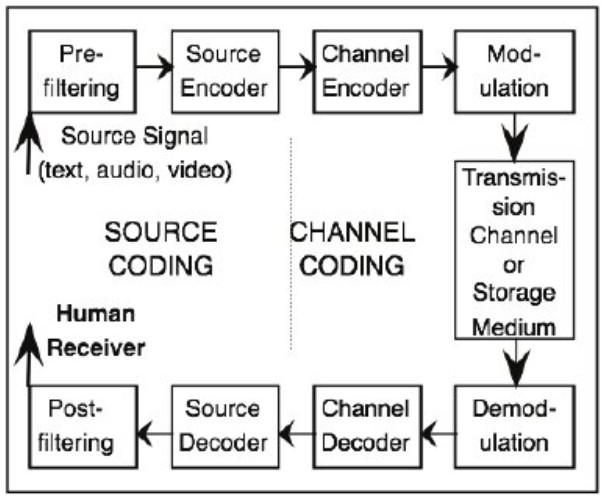 Pre-
filtering
Source
Encoder
Channel
Encoder
Mod-
ulation
Source Signal
(text, audio, video)
Transmis-
sion
Channel
or
Storage
Medium
SOURCE
CODING
CHANNEL
CODING
Human
Receiver
Post-
filtering
Source
Decoder
Channel
Decoder
Demod-
ulation